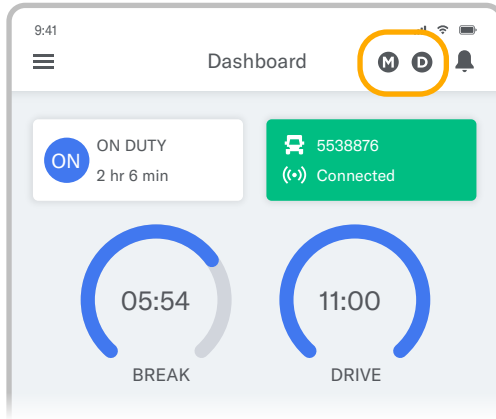 9:41
Dashboard M D
ON ON DUTY
2 hr 6 min
5538876
Connected
05:54
BREAK
11:00
DRIVE